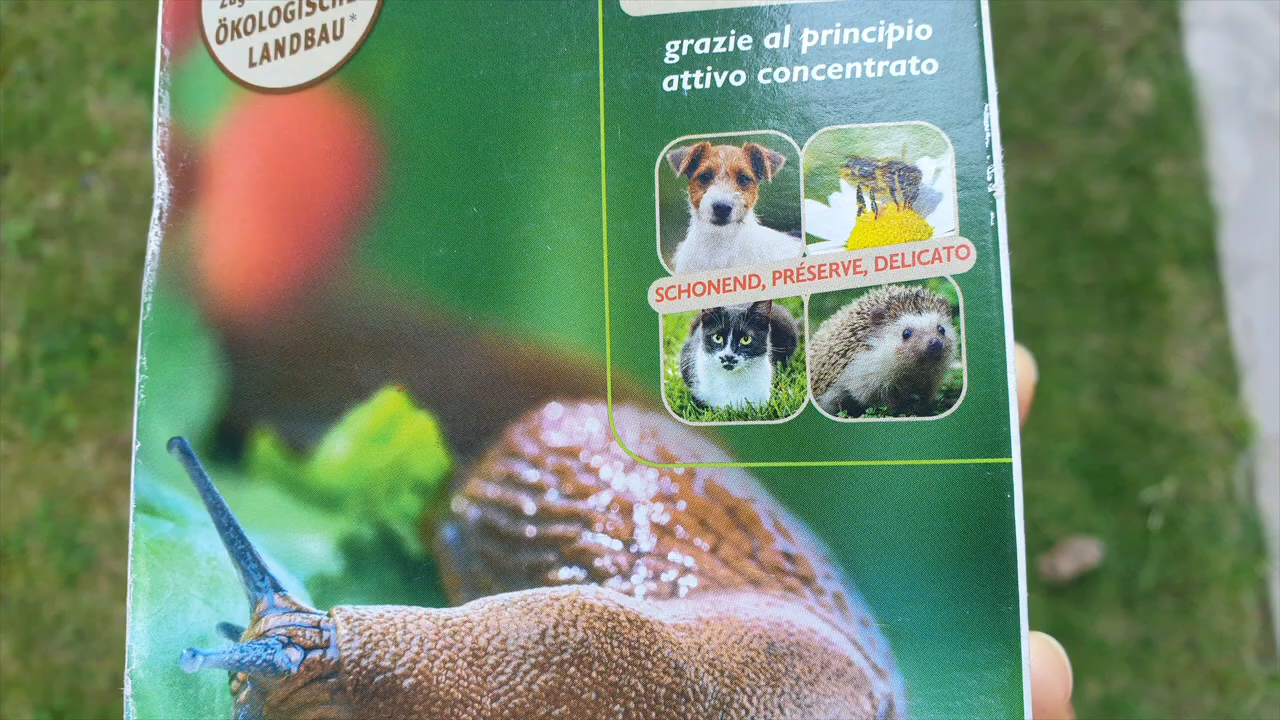 ÖKOLOGISCHE
LANDBAU*
grazie al principio
attivo concentrato
SCHONEND, PRÉSERVE, DELICATO